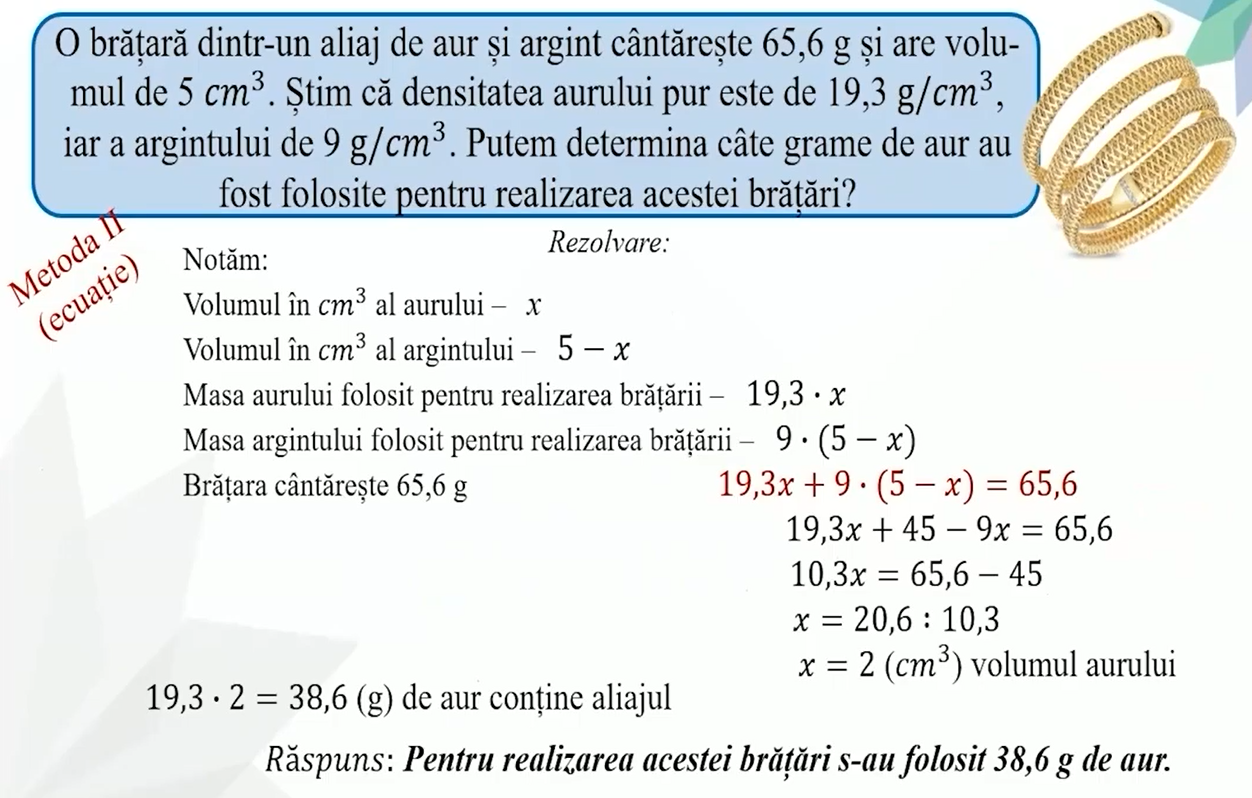 O brățară dintr-un aliaj de aur și argint cântărește 65,6 g și are volu-
mul de 5 cm³. Știm că densitatea aurului pur este de 19,3 g/cm³,
iar a argintului de 9 g/cm³. Putem determina câte grame de aur au
fost folosite pentru realizarea acestei brățări?
Metoda II
(ecuație)
Rezolvare:
Notăm:
Volumul în cm³ al aurului – x
Volumul în cm³ al argintului – 5 − x
Masa aurului folosit pentru realizarea brățării – 19,3 · x
Masa argintului folosit pentru realizarea brățării – 9 · (5 − x)
Brățara cântărește 65,6 g 19,3x + 9 · (5 − x) = 65,6
19,3x + 45 − 9x = 65,6
10,3x = 65,6 − 45
x = 20,6 : 10,3
x = 2 (cm³) volumul aurului
19,3 · 2 = 38,6 (g) de aur conține aliajul
Răspuns: Pentru realizarea acestei brățări s-au folosit 38,6 g de aur.